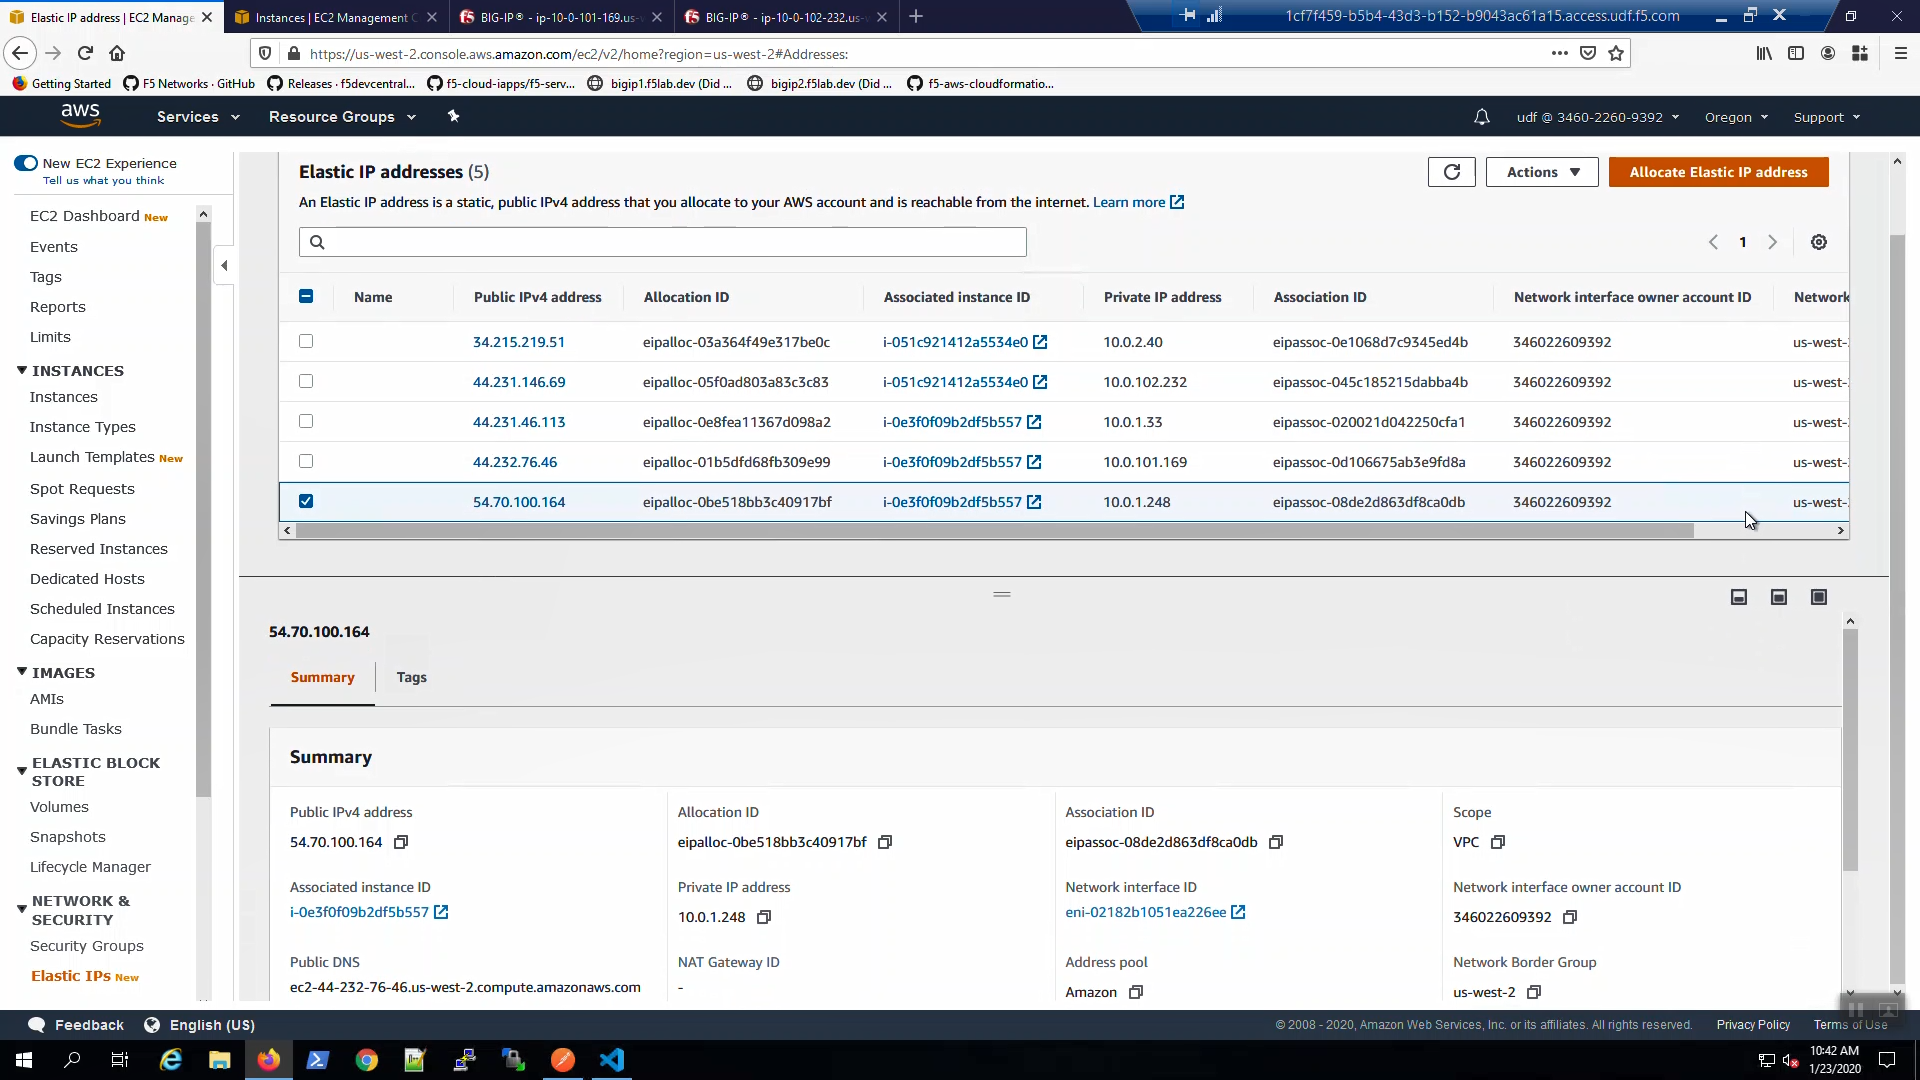 Elastic IP address | EC2 Manage
Instances | EC2 Management C
BIG-IP® - ip-10-0-101-169.us-w
BIG-IP® - ip-10-0-102-232.us-w
1cf7f459-b5b4-43d3-b152-b9043ac61a15.access.udf.f5.com
https://us-west-2.console.aws.amazon.com/ec2/v2/home?region=us-west-2#Addresses:
Getting Started
F5 Networks · GitHub
Releases · f5devcentral...
f5-cloud-iapps/f5-serv...
bigip1.f5lab.dev (Did ...
bigip2.f5lab.dev (Did ...
f5-aws-cloudformatio...
aws
Services
Resource Groups
udf @ 3460-2260-9392
Oregon
Support
New EC2 Experience
Tell us what you think
EC2 Dashboard New
Events
Tags
Reports
Limits
INSTANCES
Instances
Instance Types
Launch Templates New
Spot Requests
Savings Plans
Reserved Instances
Dedicated Hosts
Scheduled Instances
Capacity Reservations
IMAGES
AMIs
Bundle Tasks
ELASTIC BLOCK
STORE
Volumes
Snapshots
Lifecycle Manager
NETWORK &
SECURITY
Security Groups
Elastic IPs New
Elastic IP addresses (5)
Actions
Allocate Elastic IP address
An Elastic IP address is a static, public IPv4 address that you allocate to your AWS account and is reachable from the internet. Learn more
1
Name Public IPv4 address Allocation ID Associated instance ID Private IP address Association ID Network interface owner account ID Network
34.215.219.51 eipalloc-03a364f49e317be0c i-051c921412a5534e0 10.0.2.40 eipassoc-0e1068d7c9345ed4b 346022609392 us-west-
44.231.146.69 eipalloc-05f0ad803a83c3c83 i-051c921412a5534e0 10.0.102.232 eipassoc-045c185215dabba4b 346022609392 us-west-
44.231.46.113 eipalloc-0e8fea11367d098a2 i-0e3f0f09b2df5b557 10.0.1.33 eipassoc-020021d042250cfa1 346022609392 us-west-
44.232.76.46 eipalloc-01b5dfd68fb309e99 i-0e3f0f09b2df5b557 10.0.101.169 eipassoc-0d106675ab3e9fd8a 346022609392 us-west-
54.70.100.164 eipalloc-0be518bb3c40917bf i-0e3f0f09b2df5b557 10.0.1.248 eipassoc-08de2d863df8ca0db 346022609392 us-west-
54.70.100.164
Summary
Tags
Summary
Public IPv4 address Allocation ID Association ID Scope
54.70.100.164 eipalloc-0be518bb3c40917bf eipassoc-08de2d863df8ca0db VPC
Associated instance ID Private IP address Network interface ID Network interface owner account ID
i-0e3f0f09b2df5b557 10.0.1.248 eni-02182b1051ea226ee 346022609392
Public DNS NAT Gateway ID Address pool Network Border Group
ec2-44-232-76-46.us-west-2.compute.amazonaws.com - Amazon us-west-2
Feedback
English (US)
© 2008 - 2020, Amazon Web Services, Inc. or its affiliates. All rights reserved.
Privacy Policy
Terms of Use
10:42 AM
1/23/2020